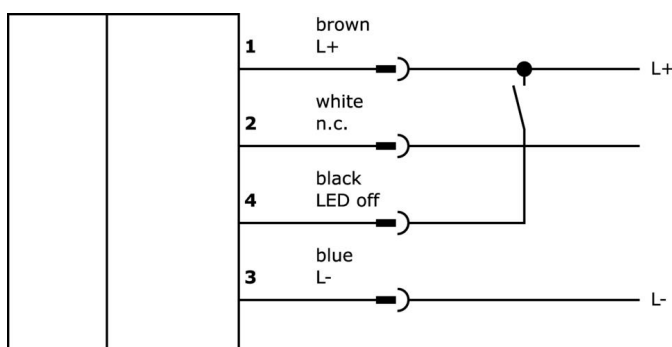 brown
1 L+
L+
white
2 n.c.
black
4 LED off
blue
3 L-
L-